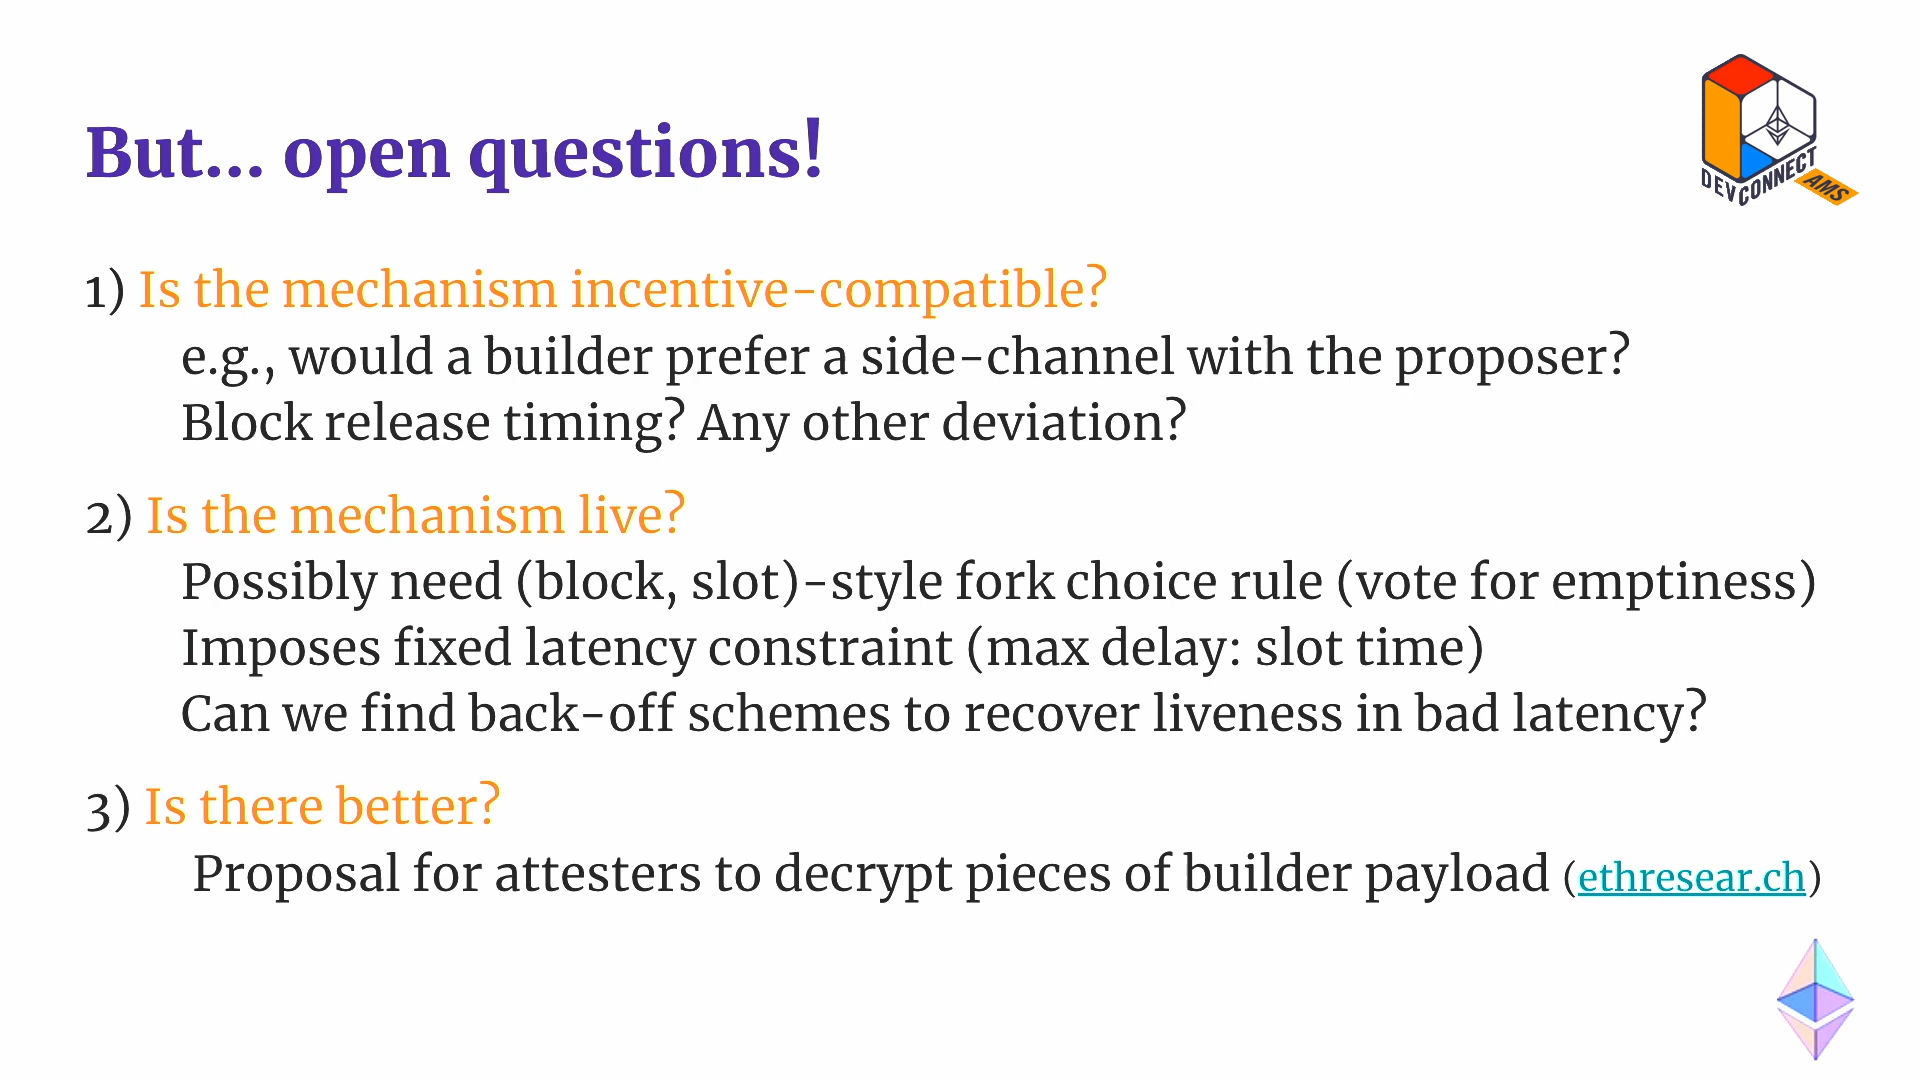 But... open questions!
DEVCONNECT
AMS
1) Is the mechanism incentive-compatible?
e.g., would a builder prefer a side-channel with the proposer?
Block release timing? Any other deviation?
2) Is the mechanism live?
Possibly need (block, slot)-style fork choice rule (vote for emptiness)
Imposes fixed latency constraint (max delay: slot time)
Can we find back-off schemes to recover liveness in bad latency?
3) Is there better?
Proposal for attesters to decrypt pieces of builder payload (ethresear.ch)